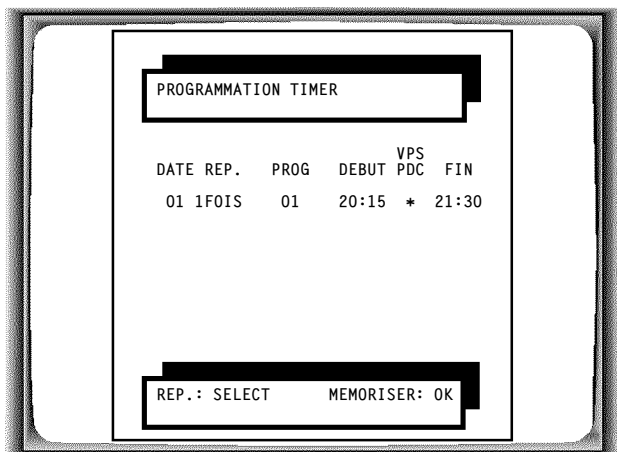 PROGRAMMATION TIMER
VPS
DATE REP. PROG DEBUT PDC FIN
01 1FOIS 01 20:15 * 21:30
REP.: SELECT MEMORISER: OK